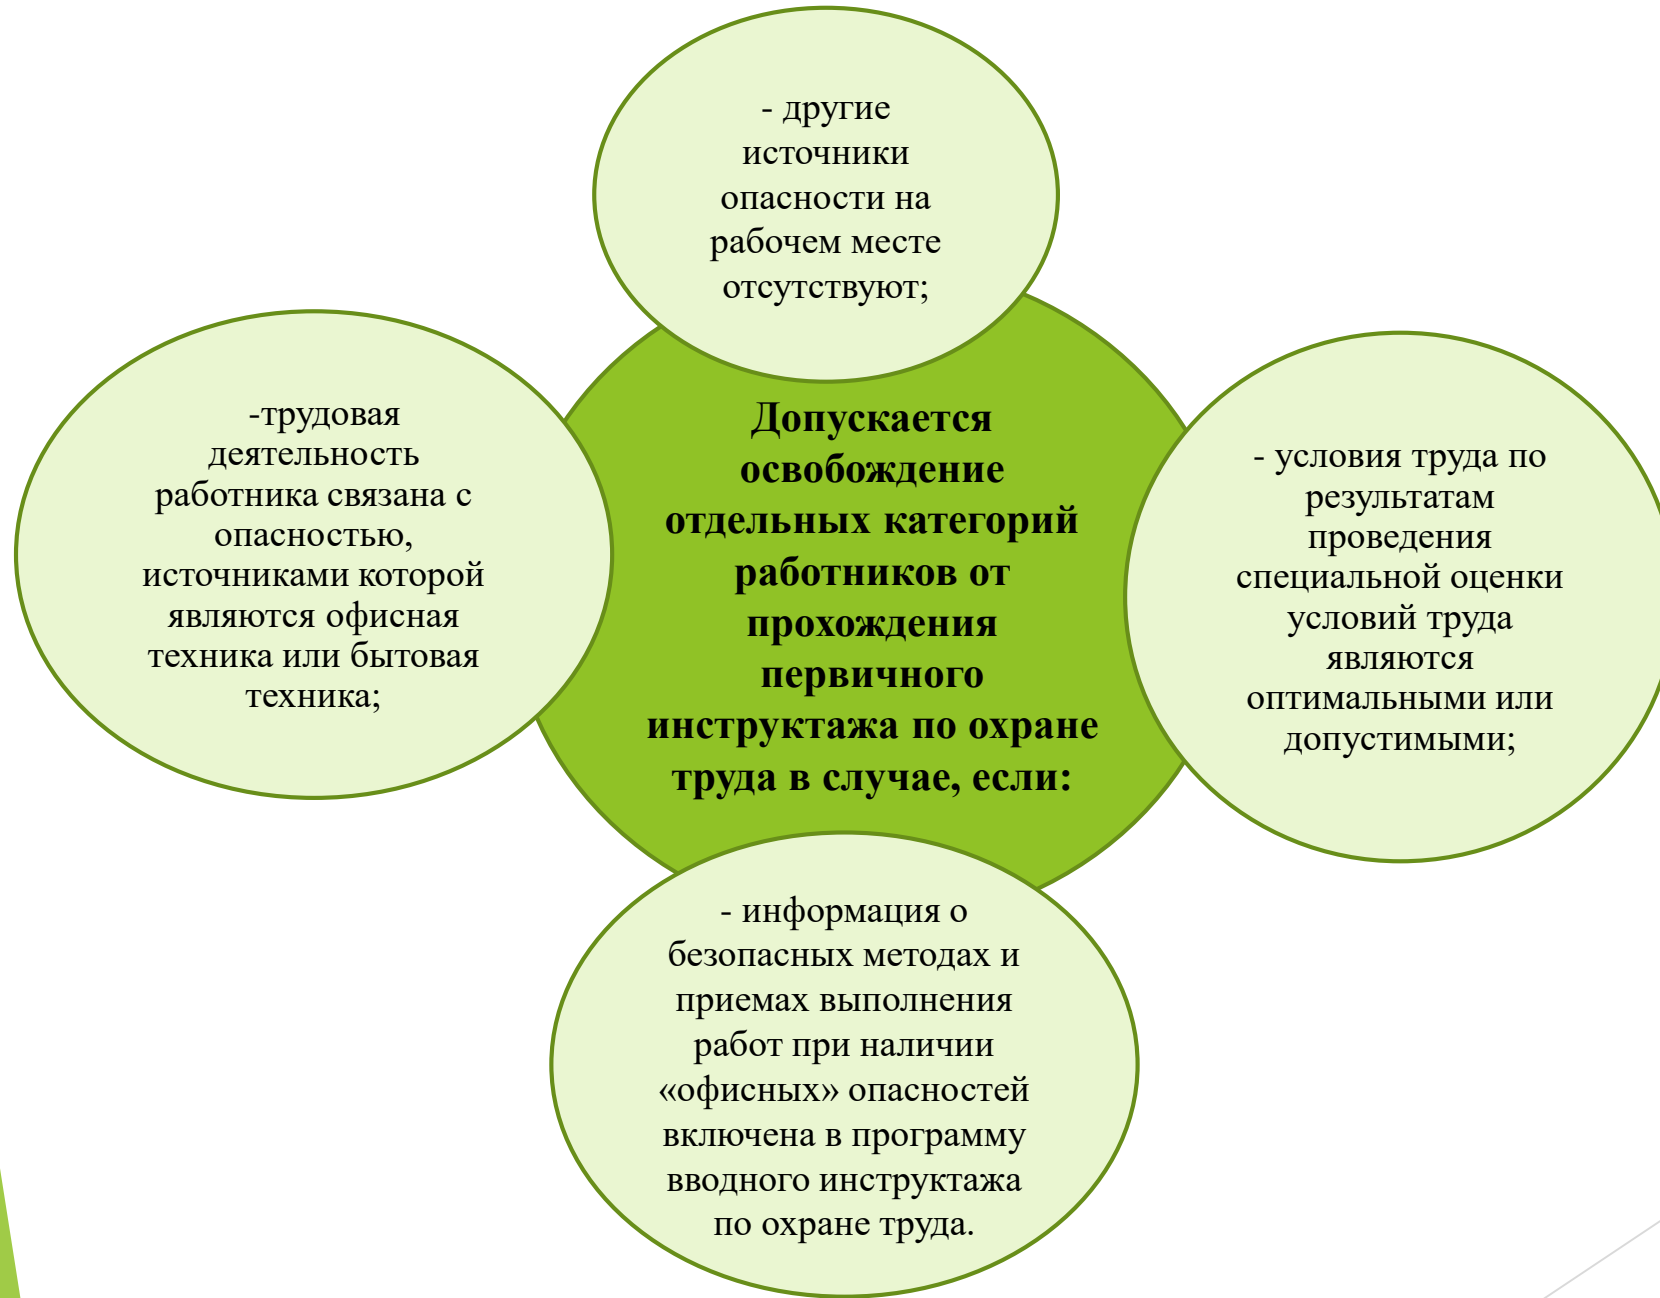 - другие
источники
опасности на
рабочем месте
отсутствуют;
-трудовая
деятельность
работника связана с
опасностью,
источниками которой
являются офисная
техника или бытовая
техника;
Допускается
освобождение
отдельных категорий
работников от
прохождения
первичного
инструктажа по охране
труда в случае, если:
- условия труда по
результатам
проведения
специальной оценки
условий труда
являются
оптимальными или
допустимыми;
- информация о
безопасных методах и
приемах выполнения
работ при наличии
«офисных» опасностей
включена в программу
вводного инструктажа
по охране труда.